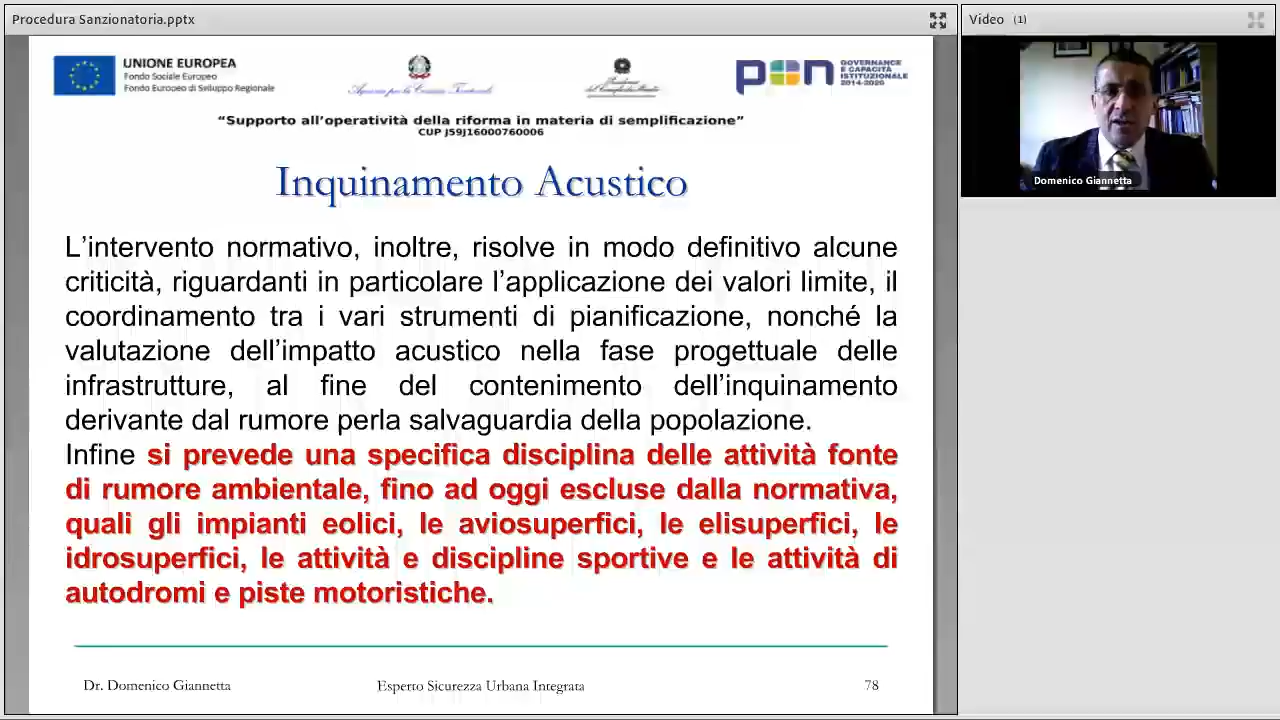 Procedura Sanzionatoria.pptx
Video (1)
UNIONE EUROPEA
Fondo Sociale Europeo
Fondo Europeo di Sviluppo Regionale
Agenzia per la Coesione Territoriale
pon GOVERNANCE
E CAPACITÀ
ISTITUZIONALE
2014-2020
“Supporto all’operatività della riforma in materia di semplificazione”
CUP J59J16000760006
Inquinamento Acustico
L’intervento normativo, inoltre, risolve in modo definitivo alcune
criticità, riguardanti in particolare l’applicazione dei valori limite, il
coordinamento tra i vari strumenti di pianificazione, nonché la
valutazione dell’impatto acustico nella fase progettuale delle
infrastrutture, al fine del contenimento dell’inquinamento
derivante dal rumore perla salvaguardia della popolazione.
Infine si prevede una specifica disciplina delle attività fonte
di rumore ambientale, fino ad oggi escluse dalla normativa,
quali gli impianti eolici, le aviosuperfici, le elisuperfici, le
idrosuperfici, le attività e discipline sportive e le attività di
autodromi e piste motoristiche.
Dr. Domenico Giannetta
Esperto Sicurezza Urbana Integrata
78
Domenico Giannetta